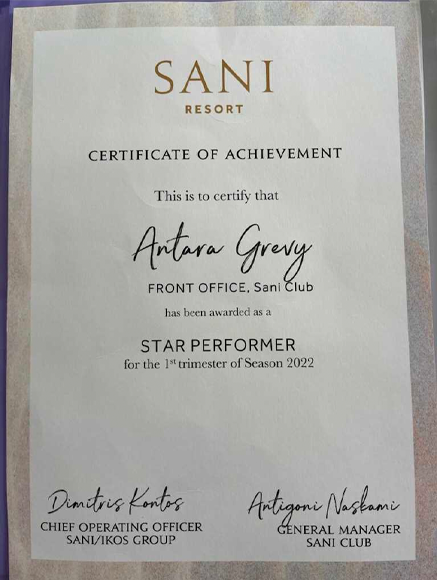 SANI
RESORT
CERTIFICATE OF ACHIEVEMENT
This is to certify that
Antara Grevy
FRONT OFFICE, Sani Club
has been awarded as a
STAR PERFORMER
for the 1st trimester of Season 2022
Dimitris Kontos
CHIEF OPERATING OFFICER
SANI/IKOS GROUP
Antigoni Naskami
GENERAL MANAGER
SANI CLUB